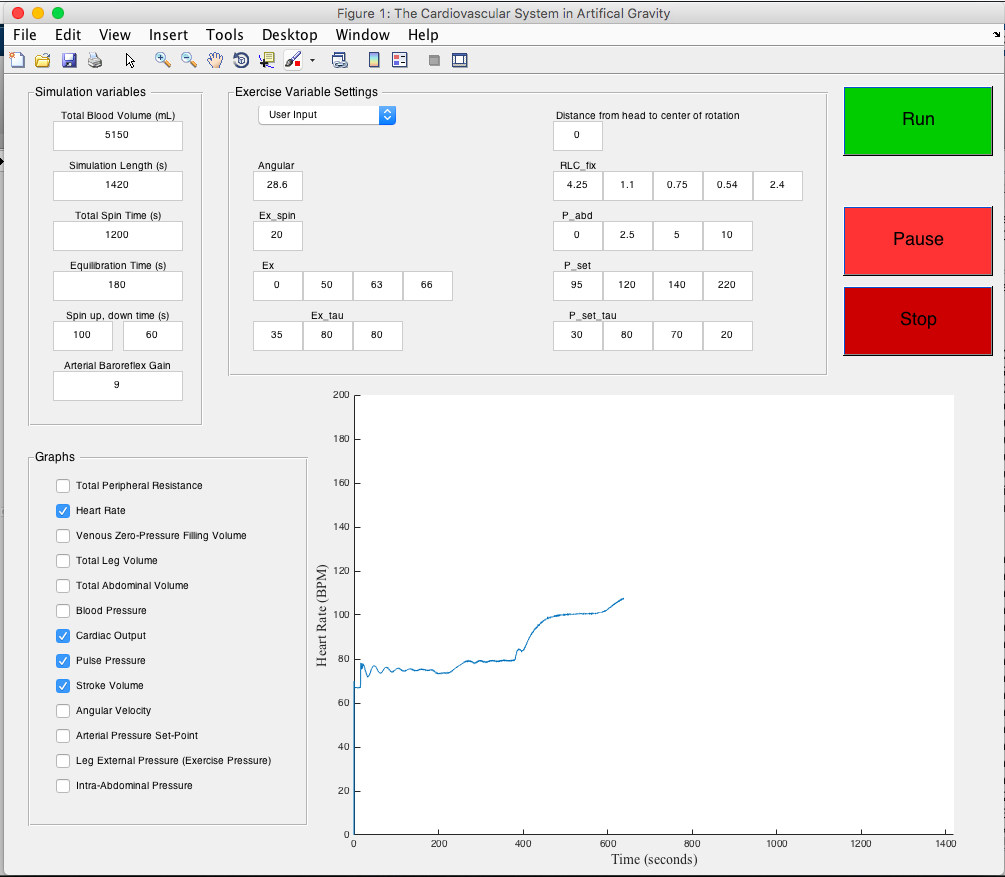 Figure 1: The Cardiovascular System in Artifical Gravity
File Edit View Insert Tools Desktop Window Help
Simulation variables
Total Blood Volume (mL)
5150
Simulation Length (s)
1420
Total Spin Time (s)
1200
Equilibration Time (s)
180
Spin up, down time (s)
100 60
Arterial Baroreflex Gain
9
Exercise Variable Settings
User Input
Angular
28.6
Ex_spin
20
Ex
0 50 63 66
Ex_tau
35 80 80
Distance from head to center of rotation
0
RLC_fix
4.25 1.1 0.75 0.54 2.4
P_abd
0 2.5 5 10
P_set
95 120 140 220
P_set_tau
30 80 70 20
Run
Pause
Stop
Graphs
Total Peripheral Resistance
Heart Rate
Venous Zero-Pressure Filling Volume
Total Leg Volume
Total Abdominal Volume
Blood Pressure
Cardiac Output
Pulse Pressure
Stroke Volume
Angular Velocity
Arterial Pressure Set-Point
Leg External Pressure (Exercise Pressure)
Intra-Abdominal Pressure
Heart Rate (BPM)
200
180
160
140
120
100
80
60
40
20
0
0 200 400 600 800 1000 1200 1400
Time (seconds)